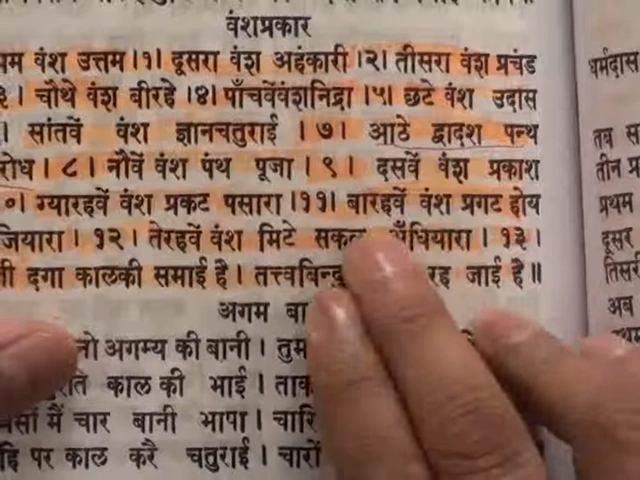 वंशप्रकार
वंश उत्तम ।१। दूसरा वंश अहंकारी ।२। तीसरा वंश प्रचंड
। चौथे वंश बीरहे ।४। पाँचवेंवंशनिद्रा ।५। छटे वंश उदास
। सांतवें वंश ज्ञानचतुराई ।७। आठे द्वादश पन्थ
रोध । ८। नौवें वंश पंथ पूजा ।९। दसवें वंश प्रकाश
०। ग्यारहवें वंश प्रकट पसारा ।११। बारहवें वंश प्रगट होय
जियारा ।१२। तेरहवें वंश मिटे सकल अँधियारा ।१३।
दगा कालकी समाई है। तत्त्वबिन्दु रह जाई है॥
अगम बा
नो अगम्य की बानी। तुम
काल की भाई। ताक
में चार बानी भाषा। चारि
पर काल करै चतुराई। चारों
धर्मदास
तब स
तीन प्र
प्रथम
दूसर
तिसरी
अब